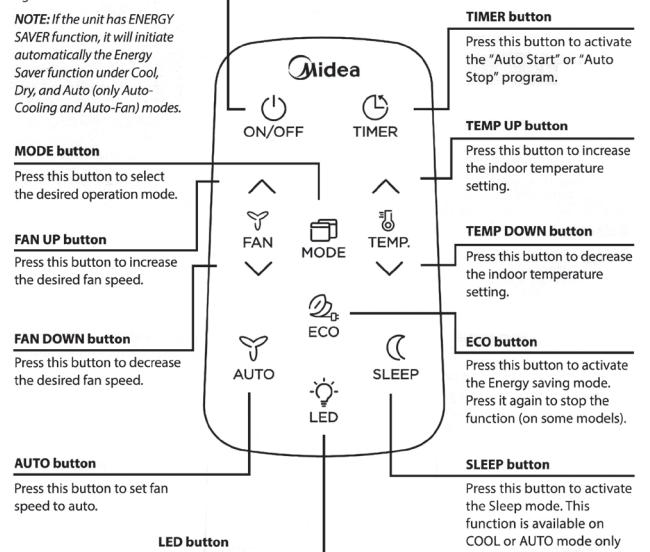 NOTE: If the unit has ENERGY
SAVER function, it will initiate
automatically the Energy
Saver function under Cool,
Dry, and Auto (only Auto-
Cooling and Auto-Fan) modes.
MODE button
Press this button to select
the desired operation mode.
FAN UP button
Press this button to increase
the desired fan speed.
FAN DOWN button
Press this button to decrease
the desired fan speed.
AUTO button
Press this button to set fan
speed to auto.
LED button
Midea
ON/OFF
TIMER
FAN
MODE
TEMP.
ECO
AUTO
SLEEP
LED
TIMER button
Press this button to activate
the “Auto Start” or “Auto
Stop” program.
TEMP UP button
Press this button to increase
the indoor temperature
setting.
TEMP DOWN button
Press this button to decrease
the indoor temperature
setting.
ECO button
Press this button to activate
the Energy saving mode.
Press it again to stop the
function (on some models).
SLEEP button
Press this button to activate
the Sleep mode. This
function is available on
COOL or AUTO mode only